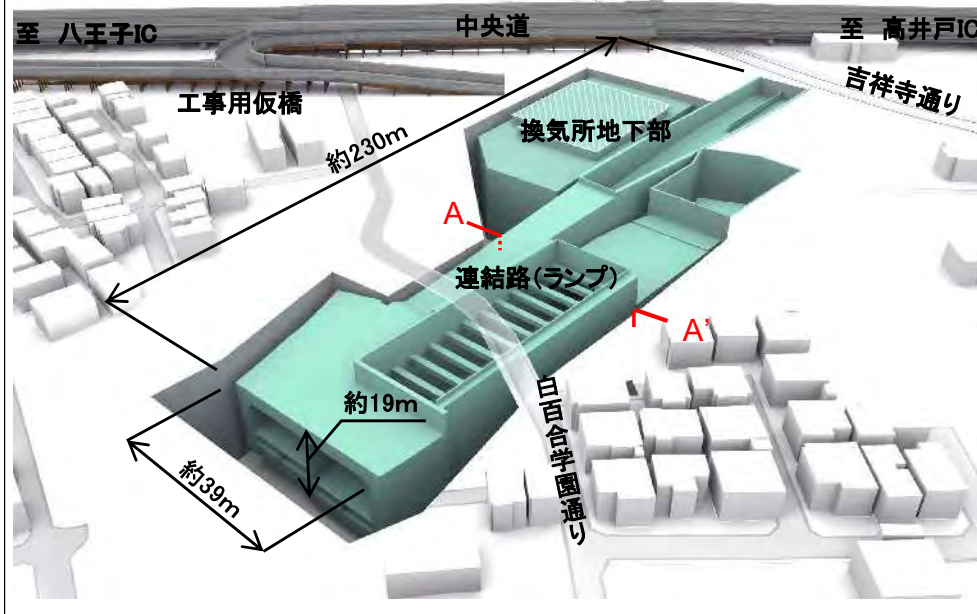 至 八王子IC
中央道
至 高井戸IC
吉祥寺通り
工事用仮橋
換気所地下部
約230m
A
連結路(ランプ)
A'
約19m
白百合学園通り
約39m